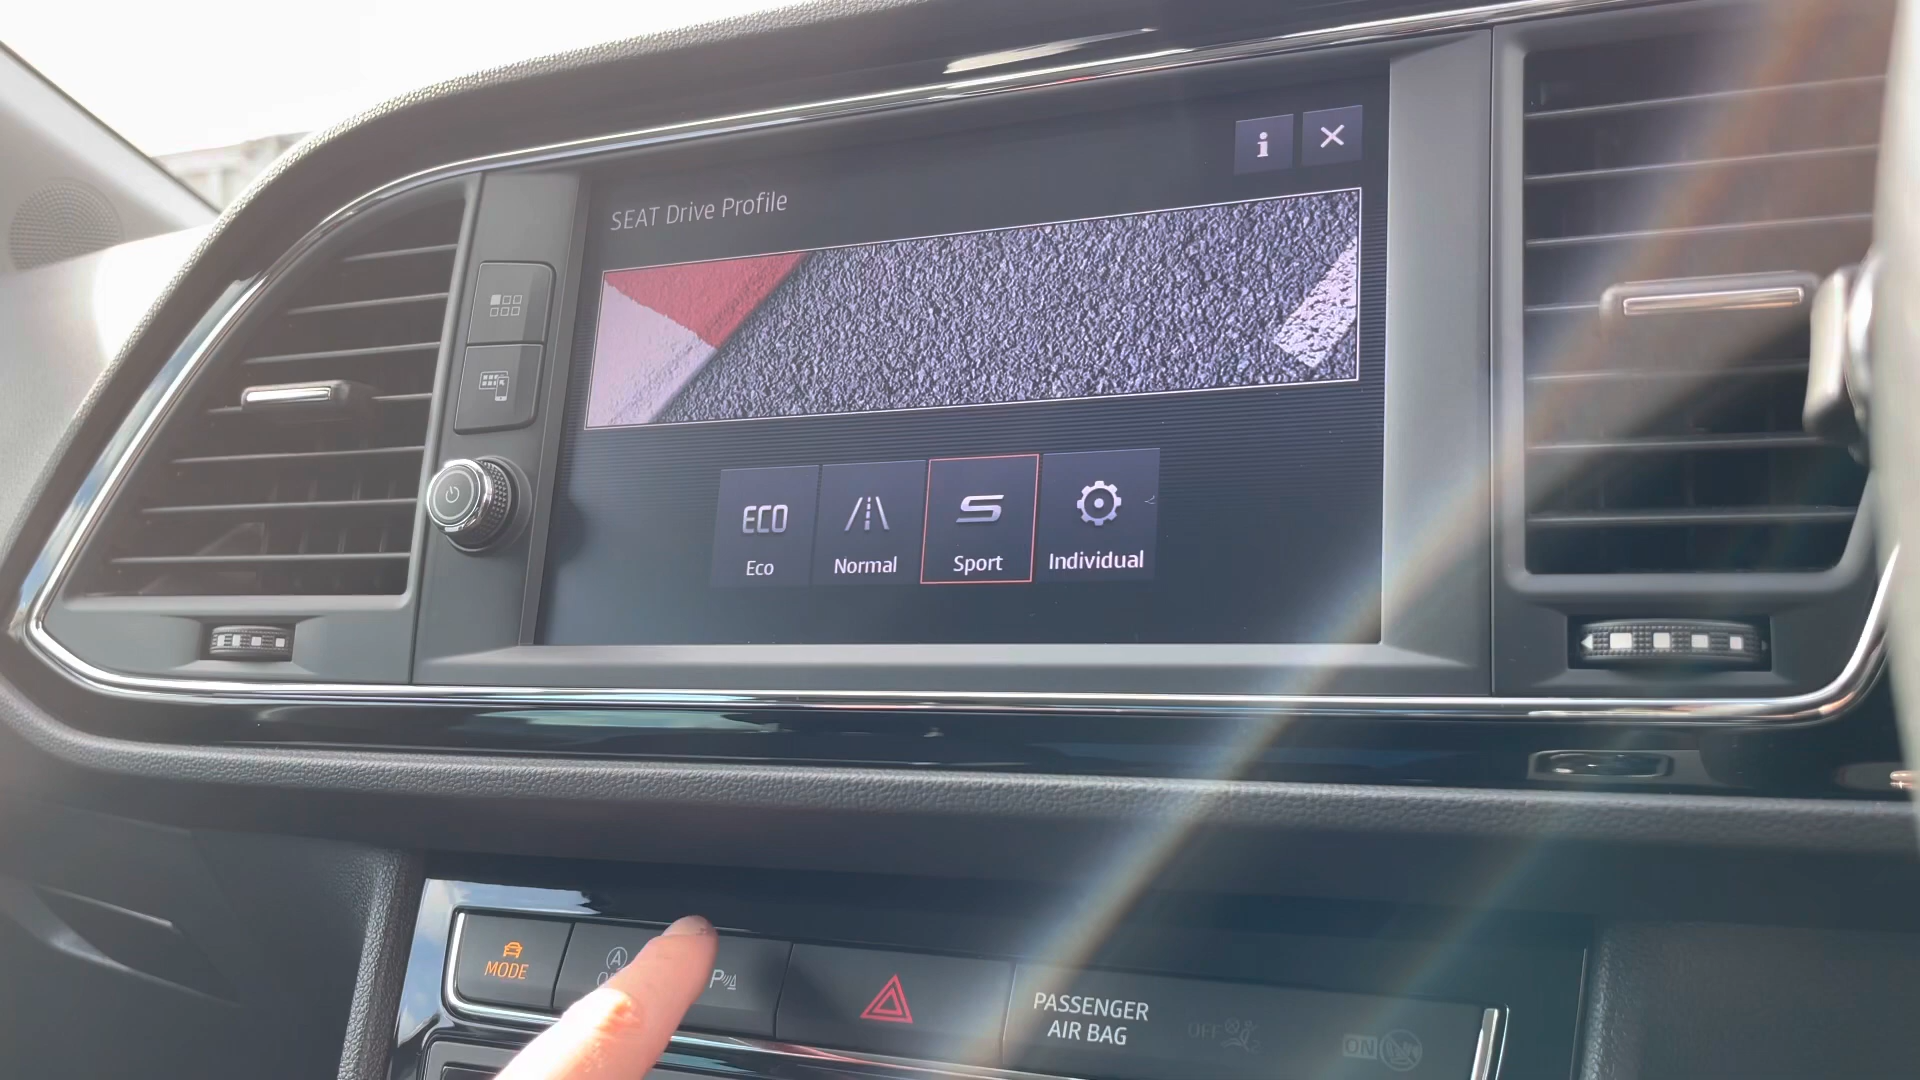 i
SEAT Drive Profile
ECO
Eco
Normal
S
Sport
Individual
MODE
A
P
PASSENGER
AIR BAG
OFF
ON